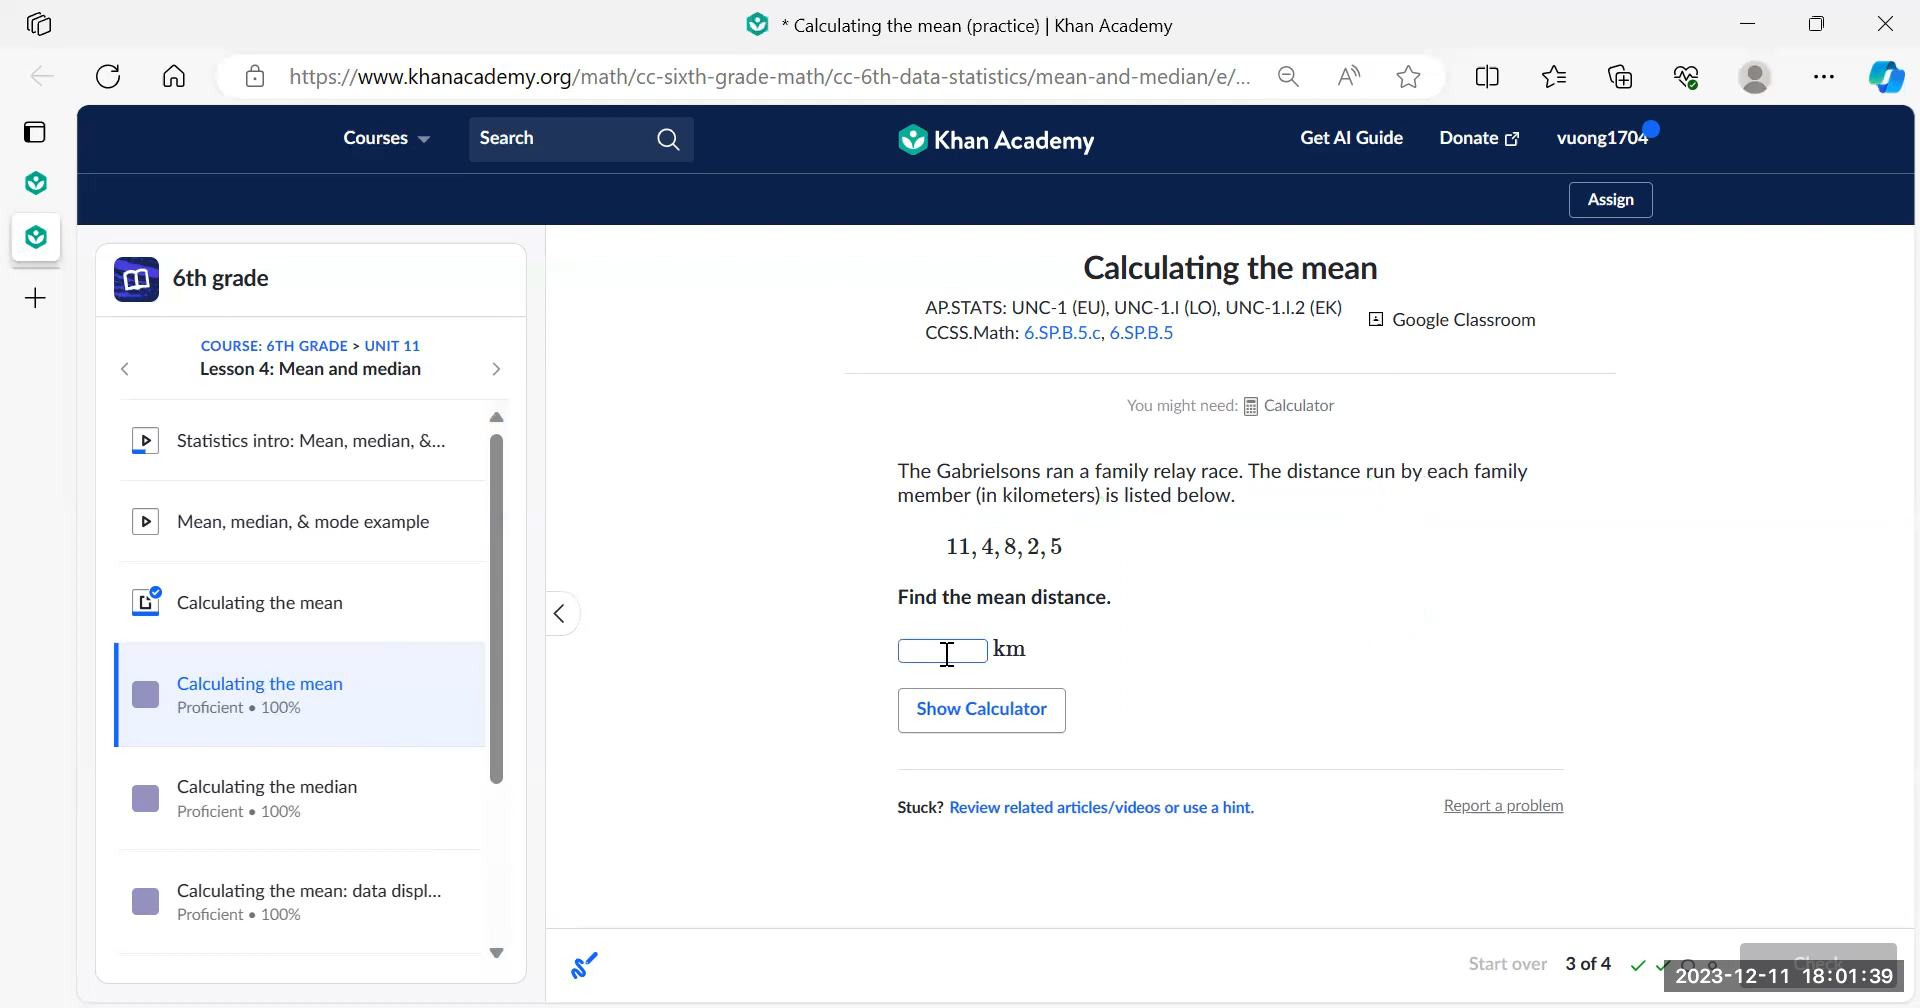 * Calculating the mean (practice) | Khan Academy
https://www.khanacademy.org/math/cc-sixth-grade-math/cc-6th-data-statistics/mean-and-median/e/...
Courses
Search
Khan Academy
Get AI Guide
Donate
vuong1704
Assign
6th grade
COURSE: 6TH GRADE > UNIT 11
Lesson 4: Mean and median
Statistics intro: Mean, median, &...
Mean, median, & mode example
Calculating the mean
Calculating the mean
Proficient • 100%
Calculating the median
Proficient • 100%
Calculating the mean: data displ...
Proficient • 100%
Calculating the mean
AP.STATS: UNC-1 (EU), UNC-1.I (LO), UNC-1.I.2 (EK)
CCSS.Math: 6.SP.B.5.c, 6.SP.B.5
Google Classroom
You might need: Calculator
The Gabrielsons ran a family relay race. The distance run by each family
member (in kilometers) is listed below.
11, 4, 8, 2, 5
Find the mean distance.
km
Show Calculator
Stuck? Review related articles/videos or use a hint.
Report a problem
Start over
3 of 4
2023-12-11 18:01:39